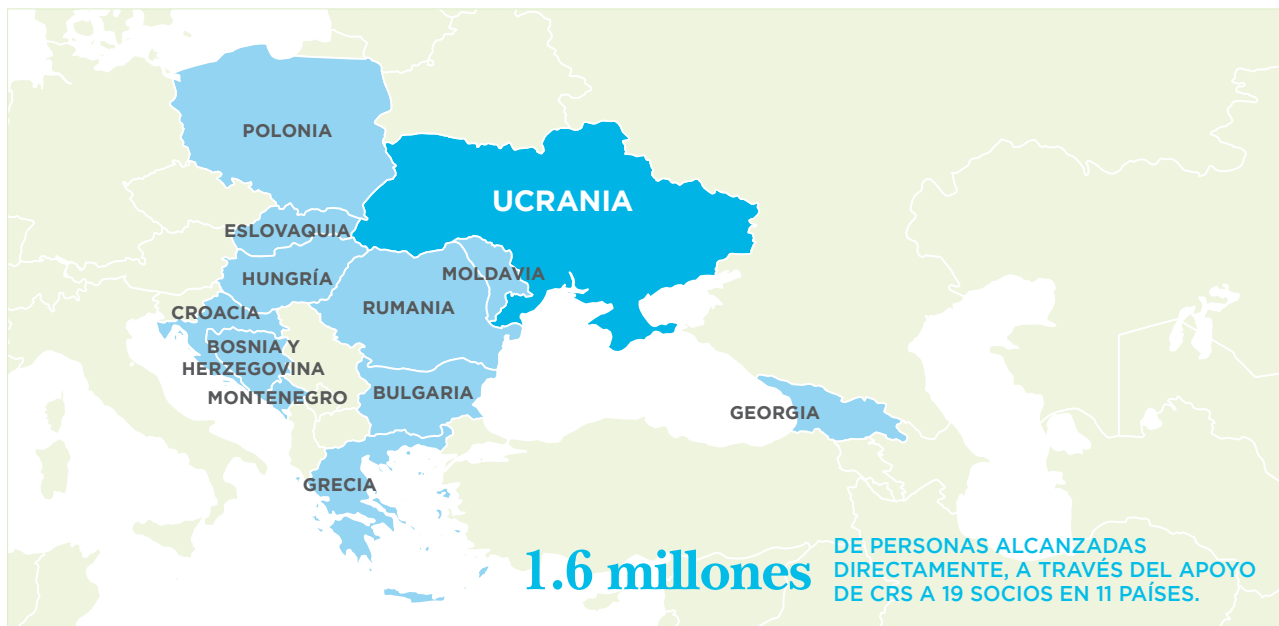 POLONIA
UCRANIA
ESLOVAQUIA
HUNGRÍA
MOLDAVIA
CROACIA
RUMANIA
BOSNIA Y
HERZEGOVINA
MONTENEGRO
BULGARIA
GEORGIA
GRECIA
1.6 millones
DE PERSONAS ALCANZADAS
DIRECTAMENTE, A TRAVÉS DEL APOYO
DE CRS A 19 SOCIOS EN 11 PAÍSES.